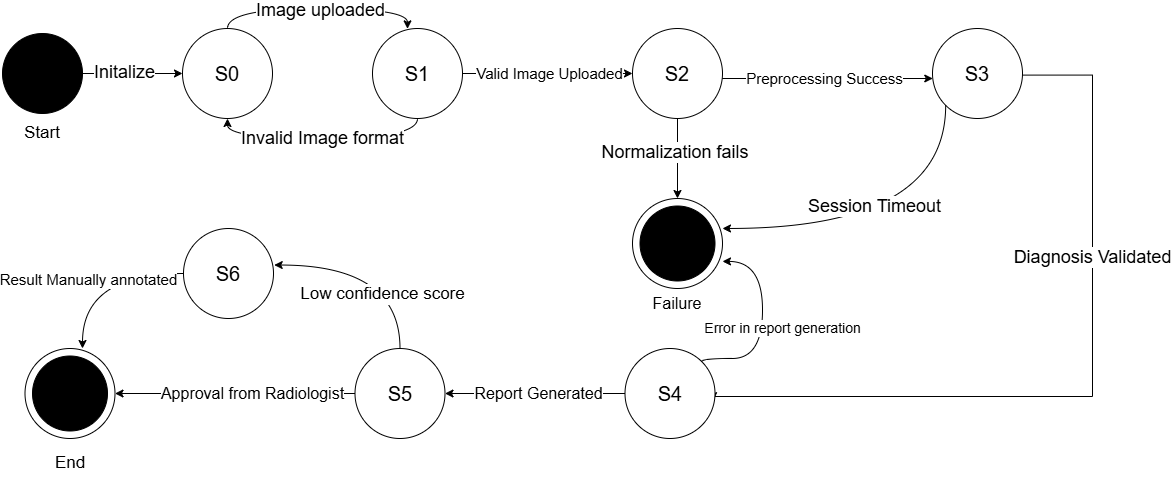 Image uploaded
Initalize
S0
S1
Valid Image Uploaded
S2
Preprocessing Success
S3
Start
Invalid Image format
Normalization fails
Session Timeout
Diagnosis Validated
Result Manually annotated
S6
Low confidence score
Failure
Error in report generation
Approval from Radiologist
S5
Report Generated
S4
End